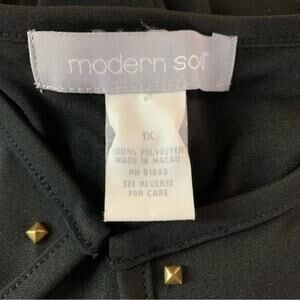 modern soul
1X
100% POLYESTER
MADE IN MACAU
RN 81893
SEE REVERSE
FOR CARE